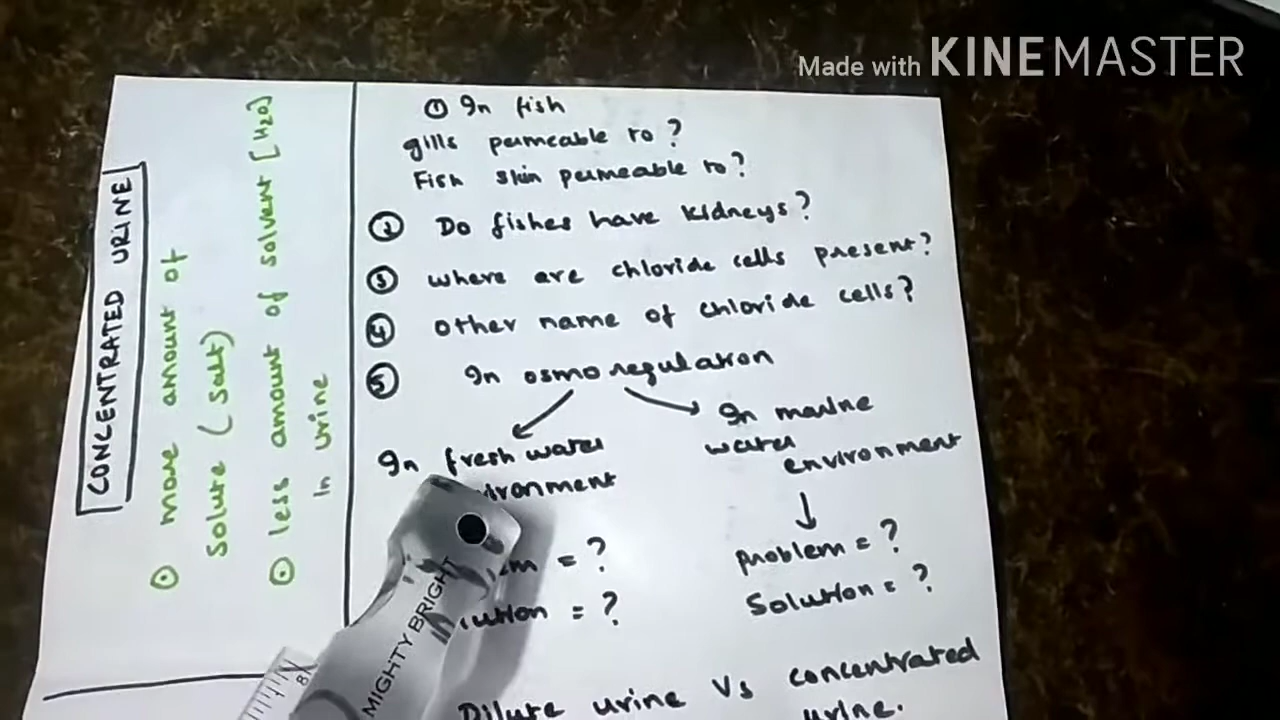 Made with KINEMASTER
CONCENTRATED URINE
⊙ more amount of
solute (salt)
⊙ less amount of solvent [H2O]
in urine
① In fish
gills permeable to?
Fish skin permeable to?
② Do fishes have kidneys?
③ where are chloride cells present?
④ other name of chloride cells?
⑤ In osmoregulation
In fresh water
In marine
water
environment
problem = ?
Solution = ?
= ?
= ?
Dilute urine Vs concentrated
urine.
MIGHTY BRIGHT
8X